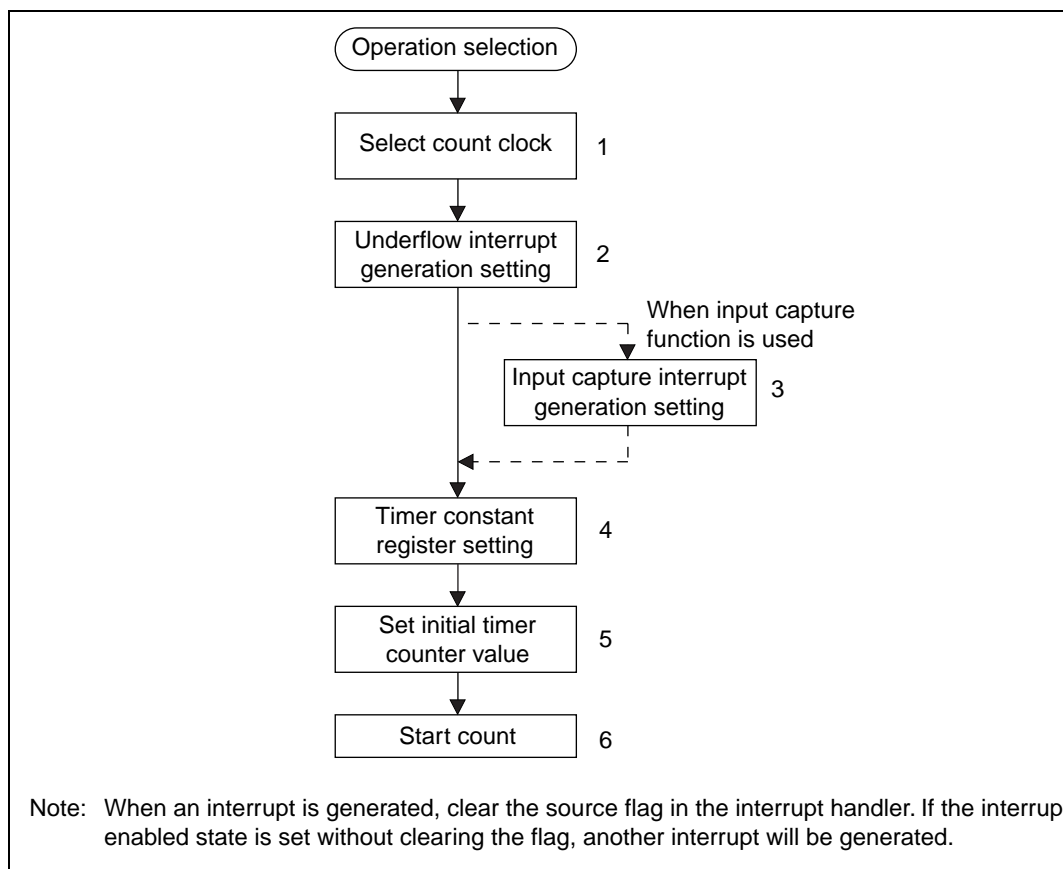 Operation selection
Select count clock
1
Underflow interrupt
generation setting
2
When input capture
function is used
Input capture interrupt
generation setting
3
Timer constant
register setting
4
Set initial timer
counter value
5
Start count
6
Note: When an interrupt is generated, clear the source flag in the interrupt handler. If the interrup
enabled state is set without clearing the flag, another interrupt will be generated.